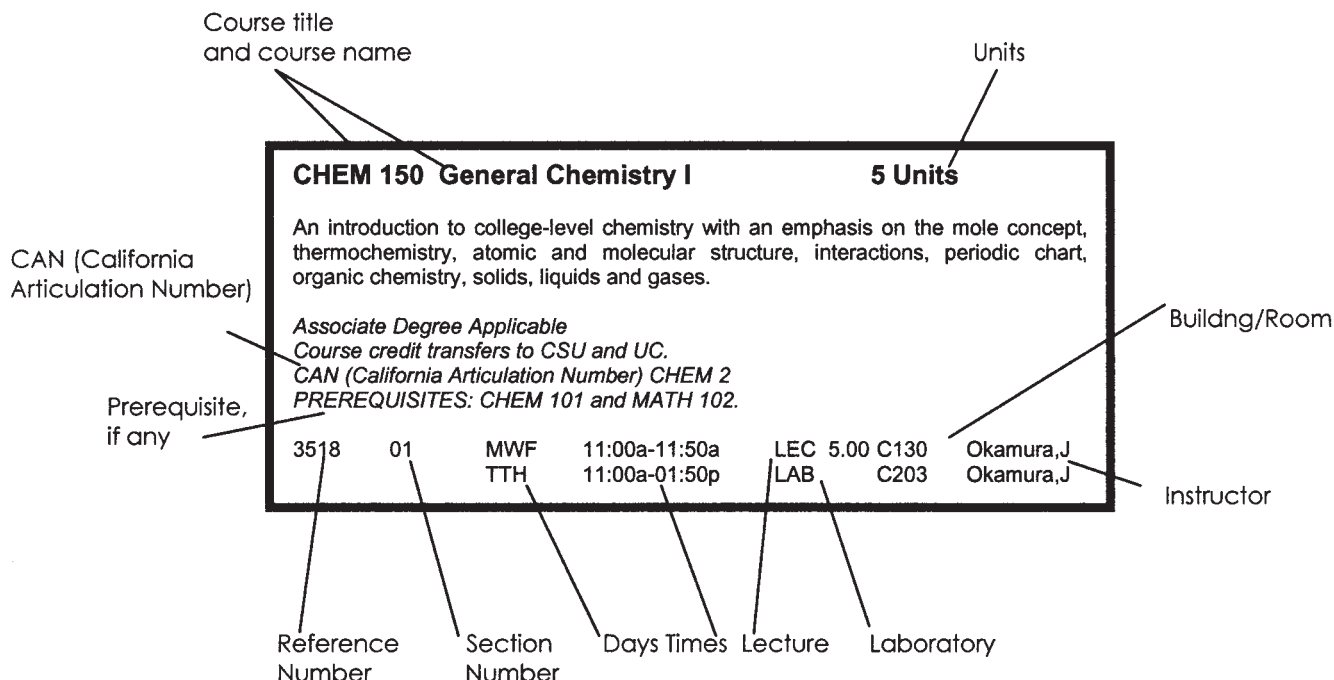 Course title
and course name
Units
CHEM 150 General Chemistry I 5 Units
An introduction to college-level chemistry with an emphasis on the mole concept,
thermochemistry, atomic and molecular structure, interactions, periodic chart,
organic chemistry, solids, liquids and gases.
CAN (California
Articulation Number)
Buildng/Room
Associate Degree Applicable
Course credit transfers to CSU and UC.
CAN (California Articulation Number) CHEM 2
PREREQUISITES: CHEM 101 and MATH 102.
Prerequisite,
if any
3518 01 MWF 11:00a-11:50a LEC 5.00 C130 Okamura,J
TTH 11:00a-01:50p LAB C203 Okamura,J
Instructor
Reference
Number
Section
Number
Days
Times
Lecture
Laboratory